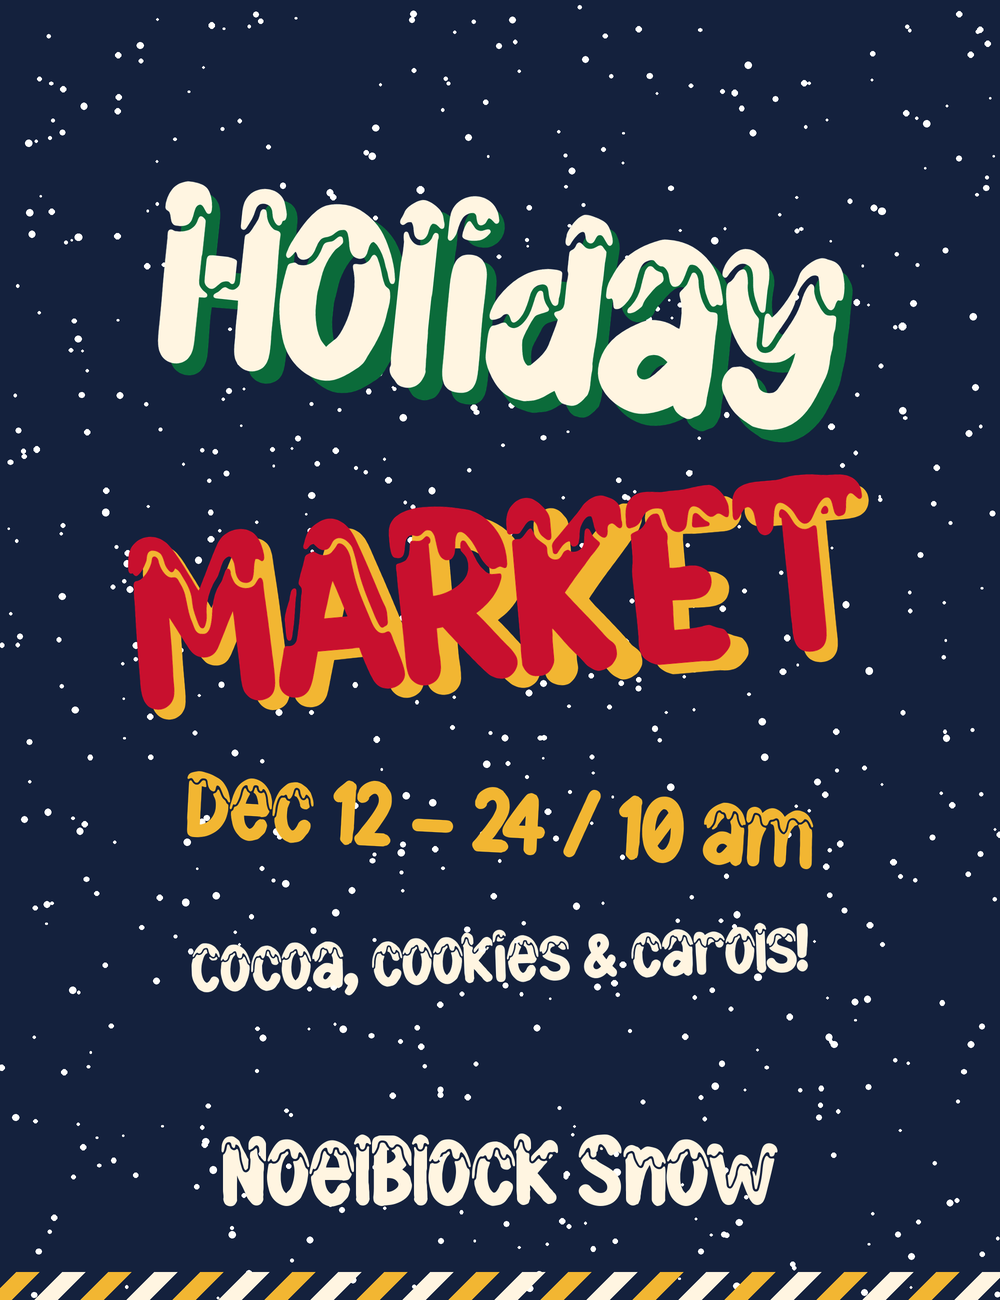 Holiday
MARKET
Dec 12 – 24 / 10 am
cocoa, cookies & carols!
NoelBlock Snow